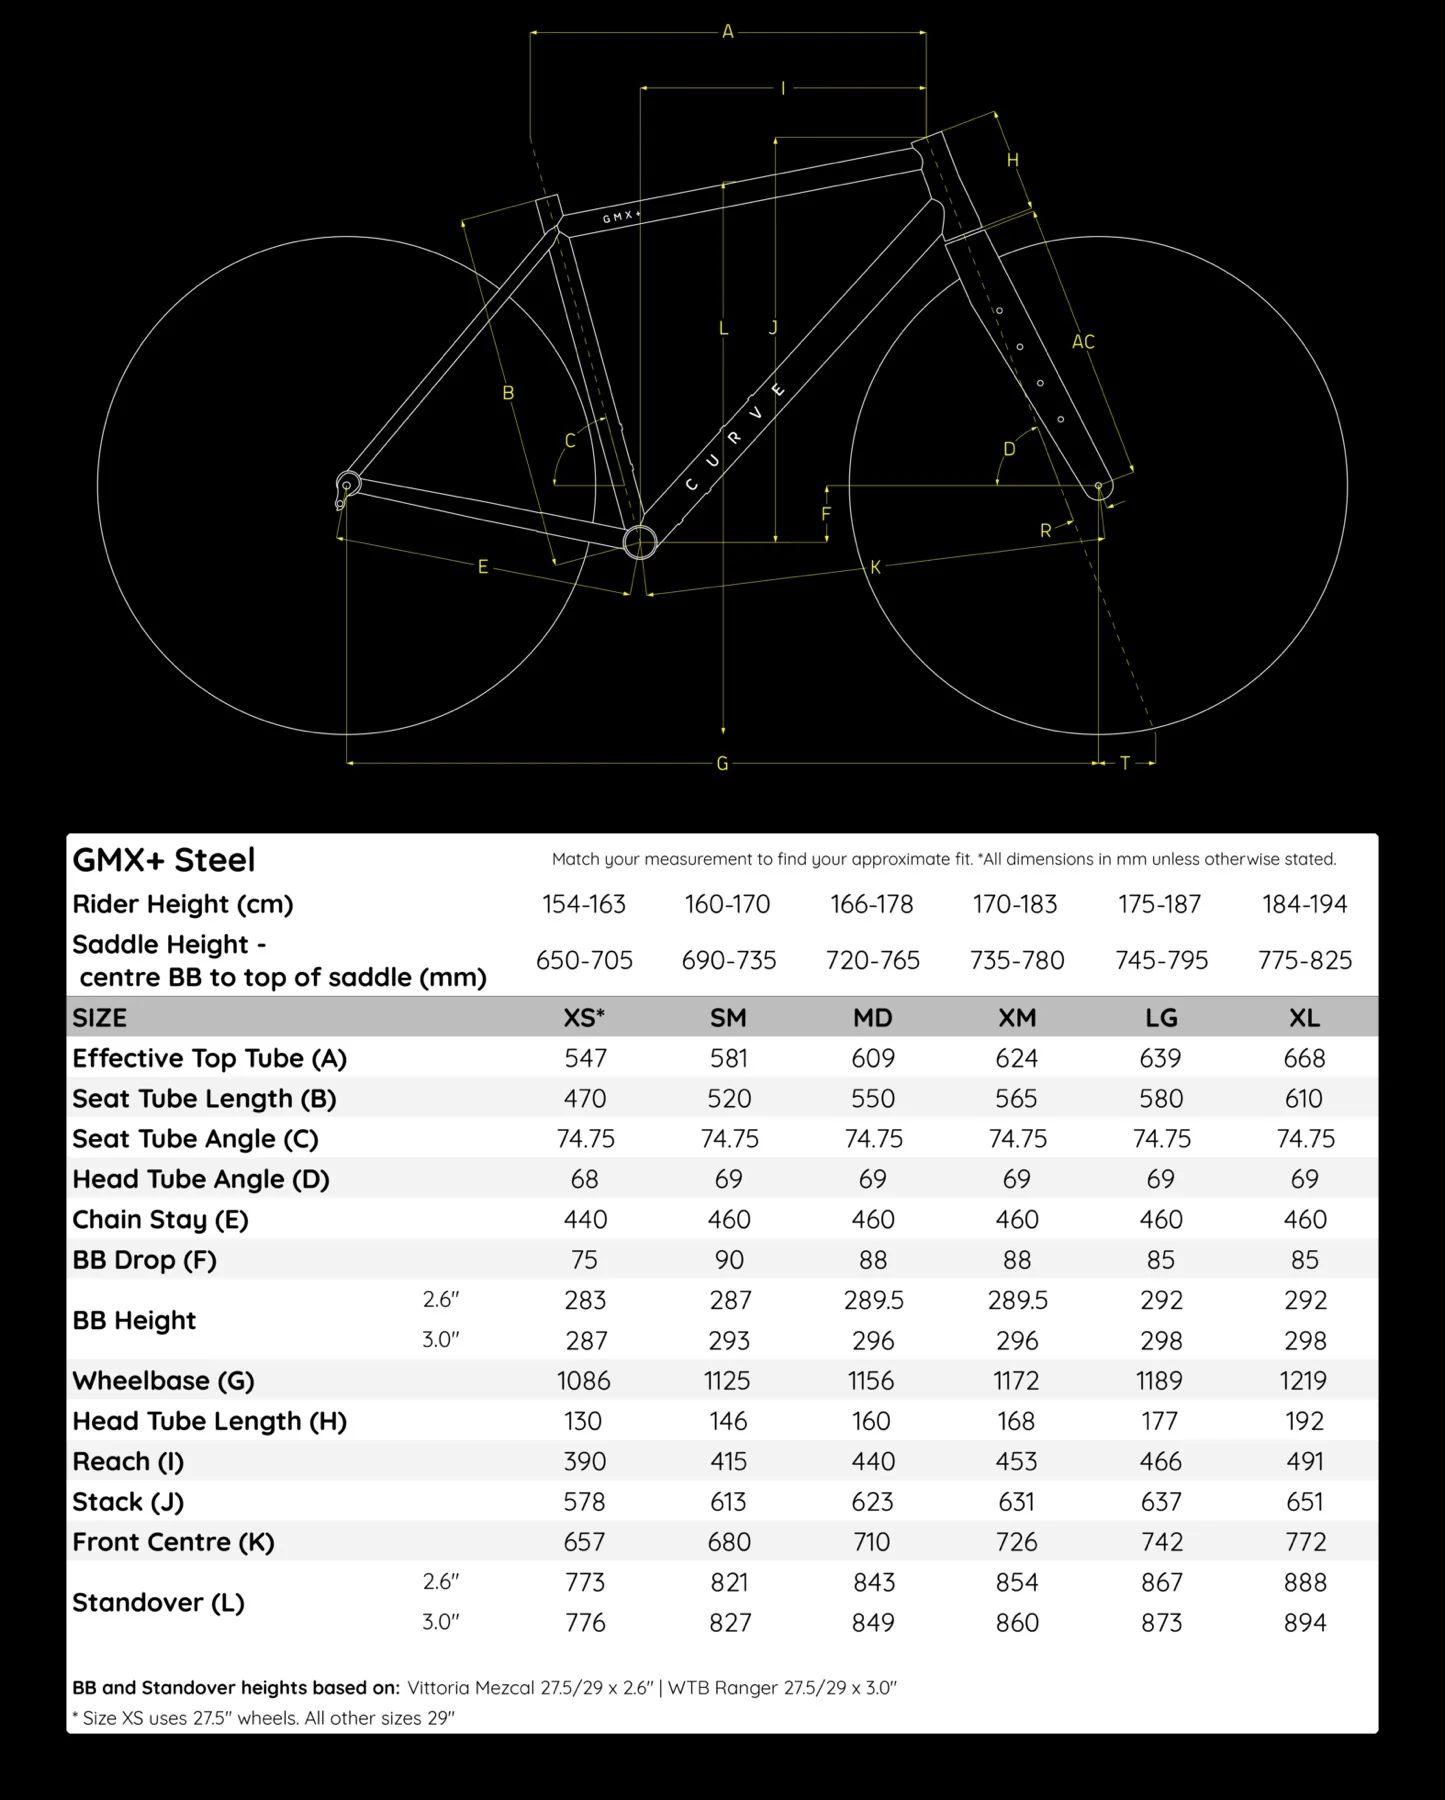 A
I
H
GMX+
L
J
AC
B
CURVE
C
D
F
R
E
K
G
T
GMX+ Steel Match your measurement to find your approximate fit. *All dimensions in mm unless otherwise stated.
Rider Height (cm) 154-163 160-170 166-178 170-183 175-187 184-194
Saddle Height -
centre BB to top of saddle (mm) 650-705 690-735 720-765 735-780 745-795 775-825
SIZE XS* SM MD XM LG XL
Effective Top Tube (A) 547 581 609 624 639 668
Seat Tube Length (B) 470 520 550 565 580 610
Seat Tube Angle (C) 74.75 74.75 74.75 74.75 74.75 74.75
Head Tube Angle (D) 68 69 69 69 69 69
Chain Stay (E) 440 460 460 460 460 460
BB Drop (F) 75 90 88 88 85 85
BB Height
2.6" 283 287 289.5 289.5 292 292
3.0" 287 293 296 296 298 298
Wheelbase (G) 1086 1125 1156 1172 1189 1219
Head Tube Length (H) 130 146 160 168 177 192
Reach (I) 390 415 440 453 466 491
Stack (J) 578 613 623 631 637 651
Front Centre (K) 657 680 710 726 742 772
Standover (L)
2.6" 773 821 843 854 867 888
3.0" 776 827 849 860 873 894
BB and Standover heights based on: Vittoria Mezcal 27.5/29 x 2.6" | WTB Ranger 27.5/29 x 3.0"
* Size XS uses 27.5" wheels. All other sizes 29"